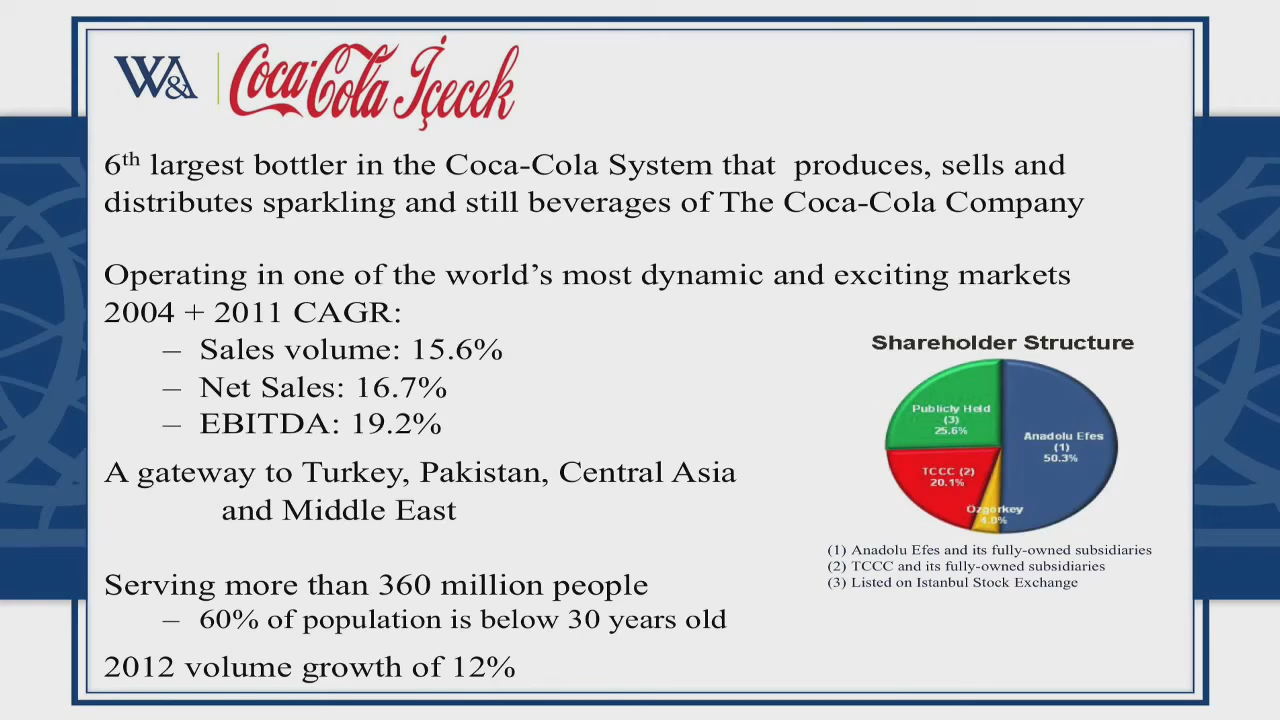 W&A
Coca-Cola İçecek
6th largest bottler in the Coca-Cola System that produces, sells and
distributes sparkling and still beverages of The Coca-Cola Company
Operating in one of the world's most dynamic and exciting markets
2004 + 2011 CAGR:
– Sales volume: 15.6%
– Net Sales: 16.7%
– EBITDA: 19.2%
A gateway to Turkey, Pakistan, Central Asia
and Middle East
Serving more than 360 million people
– 60% of population is below 30 years old
2012 volume growth of 12%
Shareholder Structure
Publicly Held
(3)
25.6%
Anadolu Efes
(1)
50.3%
TCCC (2)
20.1%
Özgörkey
4.0%
(1) Anadolu Efes and its fully-owned subsidiaries
(2) TCCC and its fully-owned subsidiaries
(3) Listed on Istanbul Stock Exchange